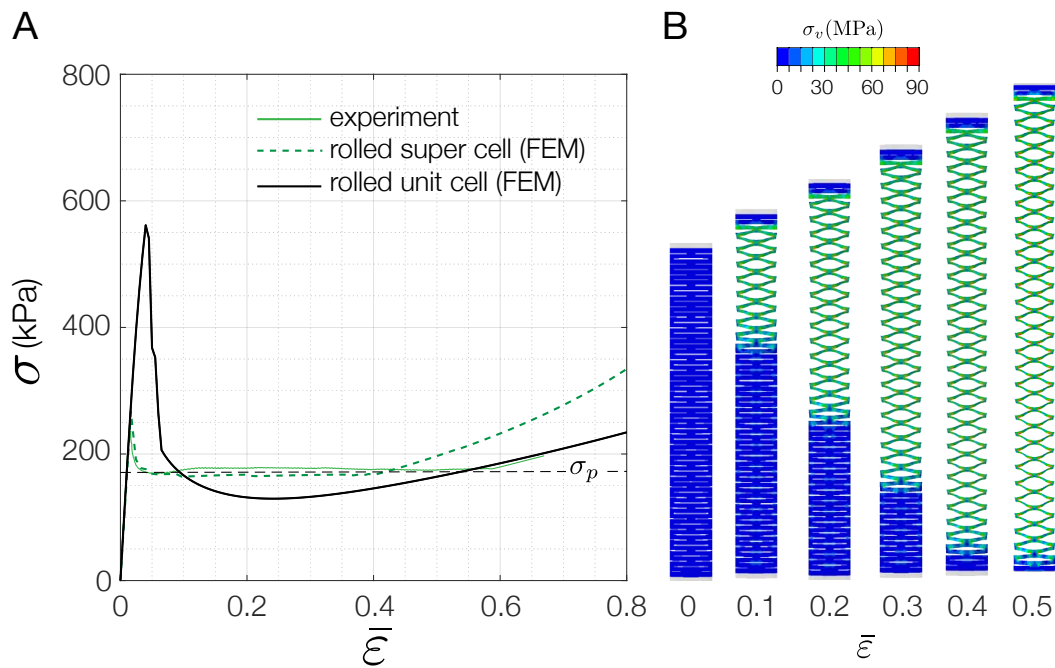 A
800
600
400
200
0
σ (kPa)
experiment
rolled super cell (FEM)
rolled unit cell (FEM)
σ_p
0 0.2 0.4 0.6 0.8
ε̅
B
σ_v(MPa)
0 30 60 90
0 0.1 0.2 0.3 0.4 0.5
ε̅